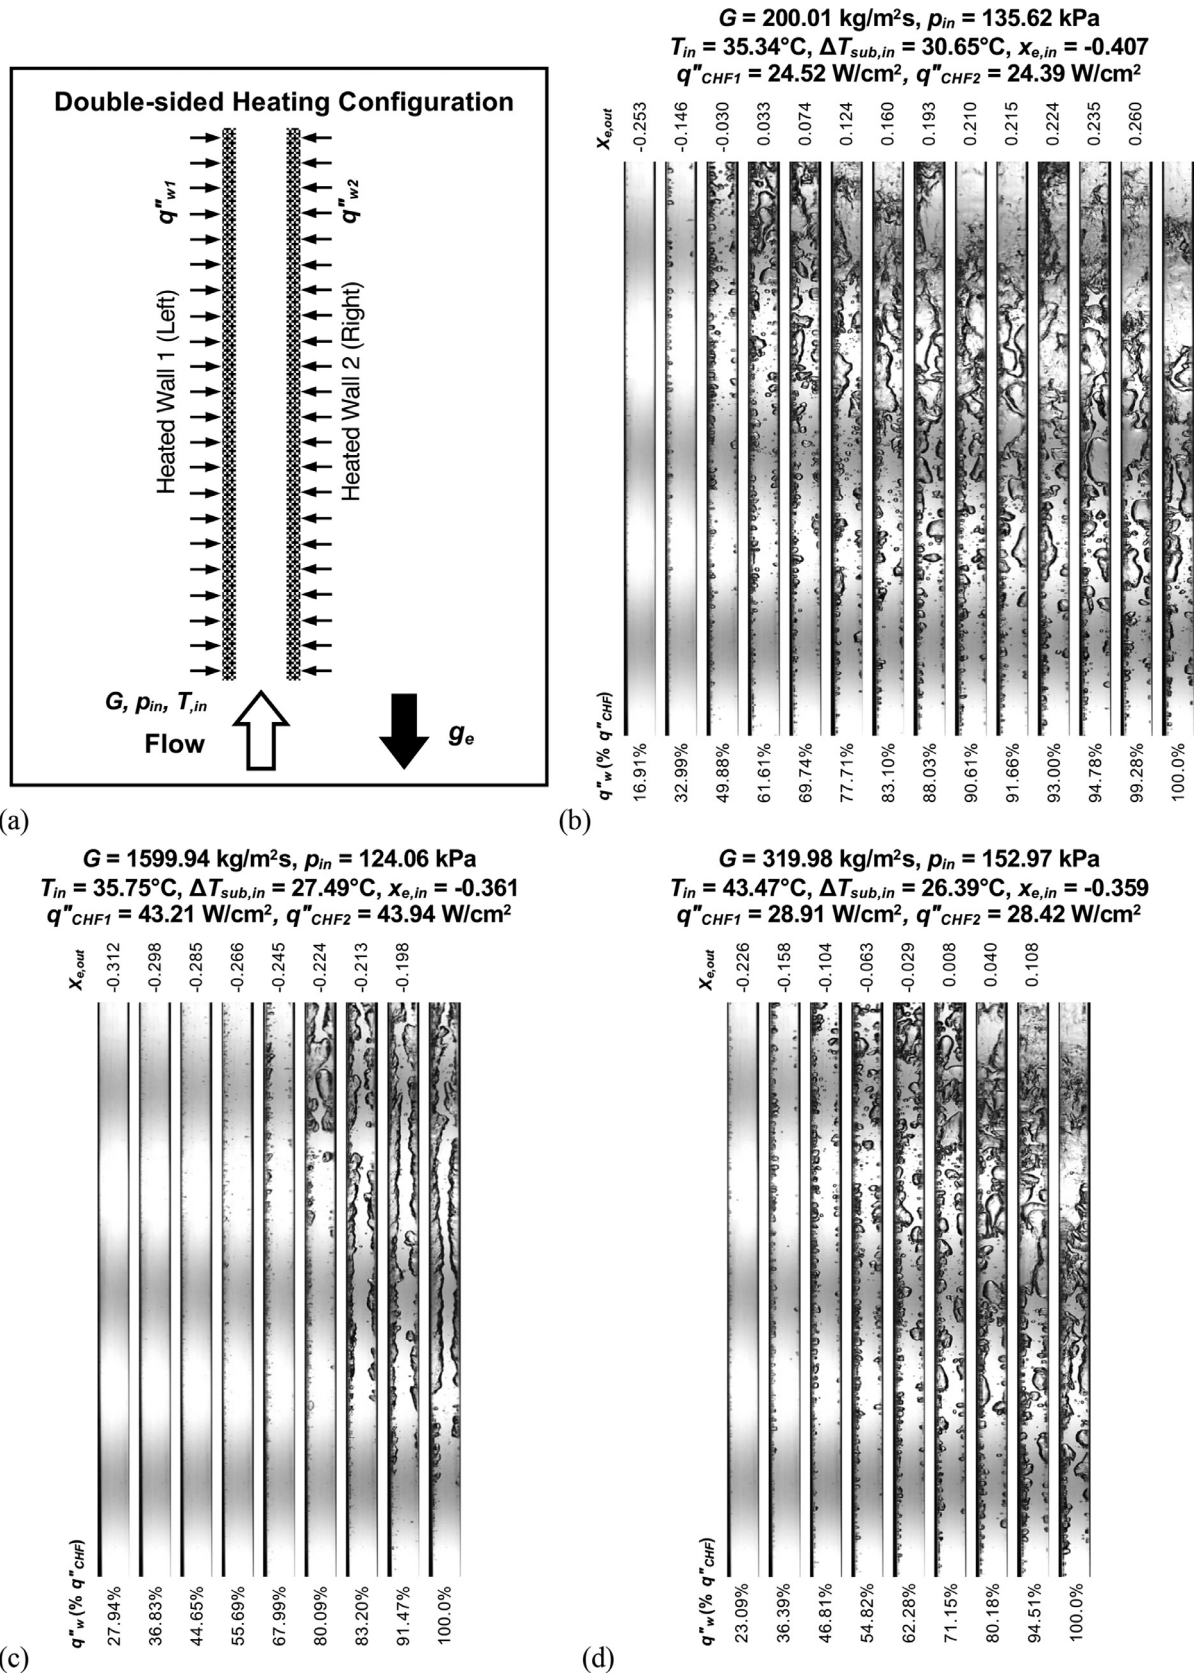 Double-sided Heating Configuration
q"w1
q"w2
Heated Wall 1 (Left)
Heated Wall 2 (Right)
G, pin, T,in
Flow
ge
(a)
G = 200.01 kg/m²s, pin = 135.62 kPa
Tin = 35.34°C, ΔTsub,in = 30.65°C, xe,in = -0.407
q"CHF1 = 24.52 W/cm², q"CHF2 = 24.39 W/cm²
xe,out
-0.253
-0.146
-0.030
0.033
0.074
0.124
0.160
0.193
0.210
0.215
0.224
0.235
0.260
q"w (% q"CHF)
16.91%
32.99%
49.88%
61.61%
69.74%
77.71%
83.10%
88.03%
90.61%
91.66%
93.00%
94.78%
99.28%
100.0%
(b)
G = 1599.94 kg/m²s, pin = 124.06 kPa
Tin = 35.75°C, ΔTsub,in = 27.49°C, xe,in = -0.361
q"CHF1 = 43.21 W/cm², q"CHF2 = 43.94 W/cm²
xe,out
-0.312
-0.298
-0.285
-0.266
-0.245
-0.224
-0.213
-0.198
q"w (% q"CHF)
27.94%
36.83%
44.65%
55.69%
67.99%
80.09%
83.20%
91.47%
100.0%
(c)
G = 319.98 kg/m²s, pin = 152.97 kPa
Tin = 43.47°C, ΔTsub,in = 26.39°C, xe,in = -0.359
q"CHF1 = 28.91 W/cm², q"CHF2 = 28.42 W/cm²
xe,out
-0.226
-0.158
-0.104
-0.063
-0.029
0.008
0.040
0.108
q"w (% q"CHF)
23.09%
36.39%
46.81%
54.82%
62.28%
71.15%
80.18%
94.51%
100.0%
(d)